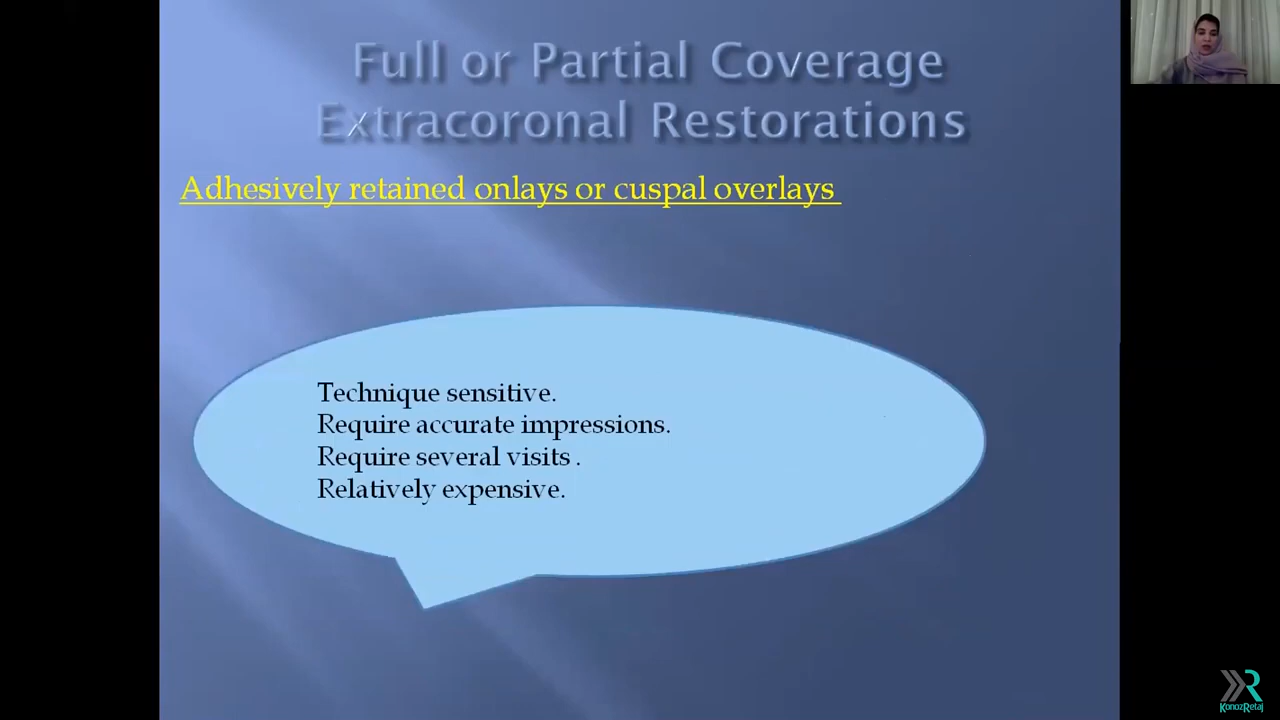 Full or Partial Coverage
Extracoronal Restorations
Adhesively retained onlays or cuspal overlays
Technique sensitive.
Require accurate impressions.
Require several visits .
Relatively expensive.
KonozRetaj